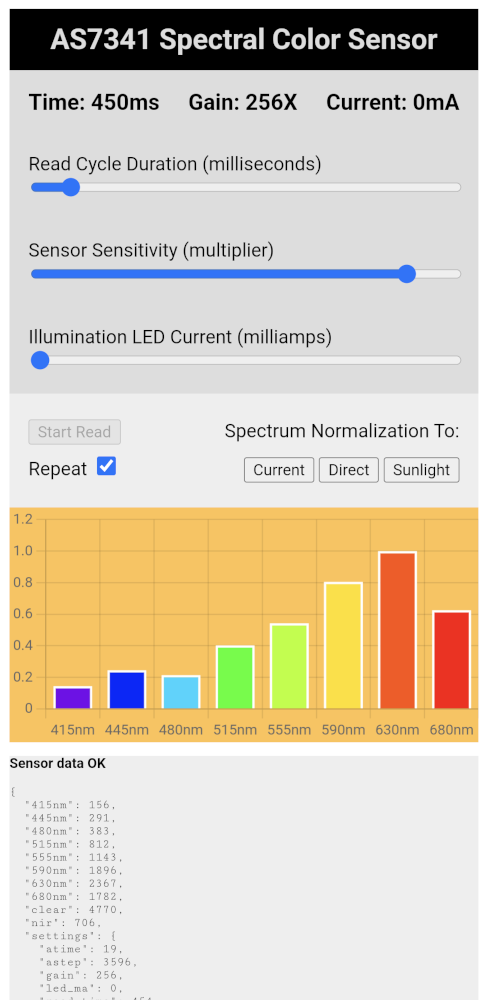 AS7341 Spectral Color Sensor
Time: 450ms Gain: 256X Current: 0mA
Read Cycle Duration (milliseconds)
Sensor Sensitivity (multiplier)
Illumination LED Current (milliamps)
Start Read Spectrum Normalization To:
Repeat Current Direct Sunlight
1.2
1.0
0.8
0.6
0.4
0.2
0
415nm 445nm 480nm 515nm 555nm 590nm 630nm 680nm
Sensor data OK
{
"415nm": 156,
"445nm": 291,
"480nm": 383,
"515nm": 812,
"555nm": 1143,
"590nm": 1896,
"630nm": 2367,
"680nm": 1782,
"clear": 4770,
"nir": 706,
"settings": {
"atime": 19,
"astep": 3596,
"gain": 256,
"led_ma": 0,